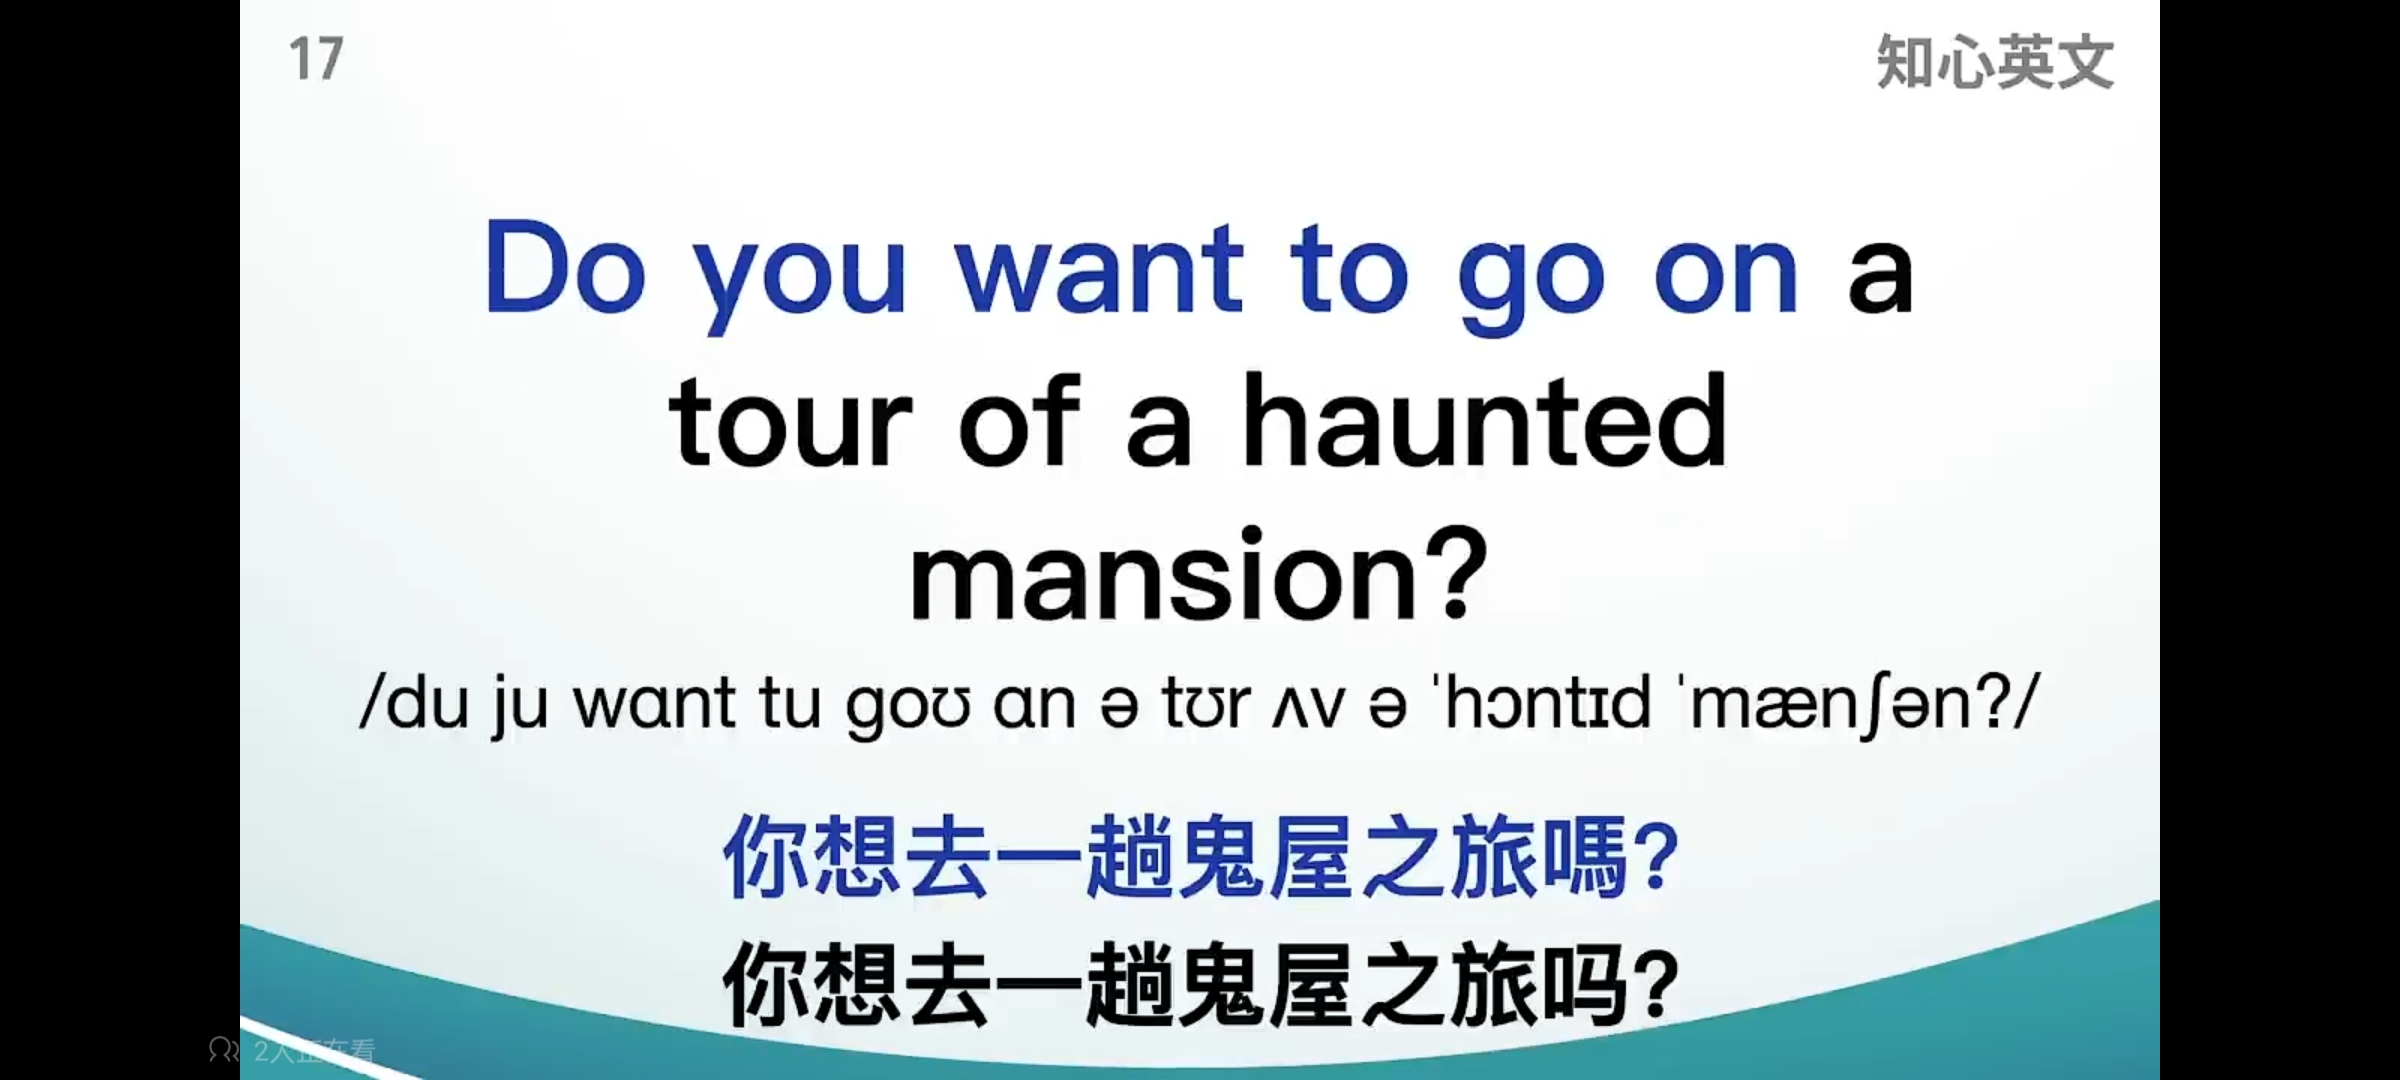 17
知心英文
Do you want to go on a
tour of a haunted
mansion?
/du ju wɑnt tu goʊ ɑn ə tʊr ʌv ə ˈhɔntɪd ˈmænʃən?/
你想去一趟鬼屋之旅嗎?
你想去一趟鬼屋之旅吗?
2人正在看